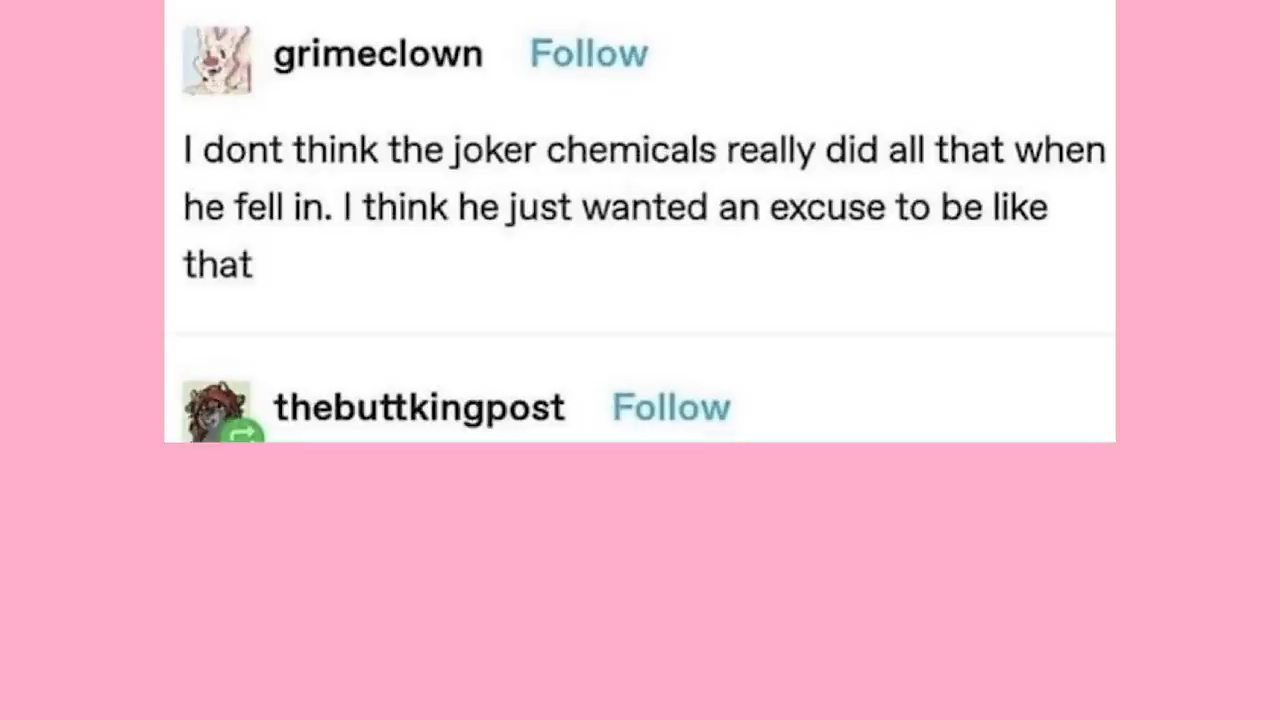 grimeclown Follow
I dont think the joker chemicals really did all that when
he fell in. I think he just wanted an excuse to be like
that
thebuttkingpost Follow